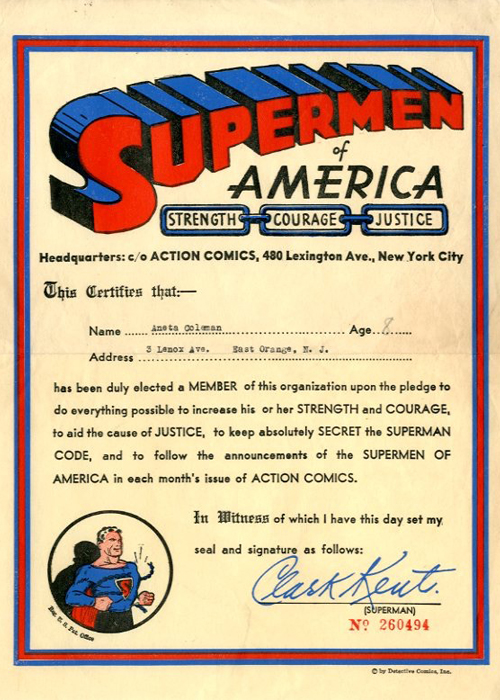 SUPERMEN
of
AMERICA
STRENGTH COURAGE JUSTICE
Headquarters: c/o ACTION COMICS, 480 Lexington Ave., New York City
This Certifies that:—
Name ...... Aneta Coleman ...... Age 8 ......
Address 3 Lenox Ave. East Orange, N. J.
has been duly elected a MEMBER of this organization upon the pledge to
do everything possible to increase his or her STRENGTH and COURAGE,
to aid the cause of JUSTICE, to keep absolutely SECRET the SUPERMAN
CODE, and to follow the announcements of the SUPERMEN OF
AMERICA in each month's issue of ACTION COMICS.
In Witness of which I have this day set my
seal and signature as follows:
Clark Kent.
(SUPERMAN)
Nº 260494
Reg. U. S. Pat. Office
© by Detective Comics, Inc.